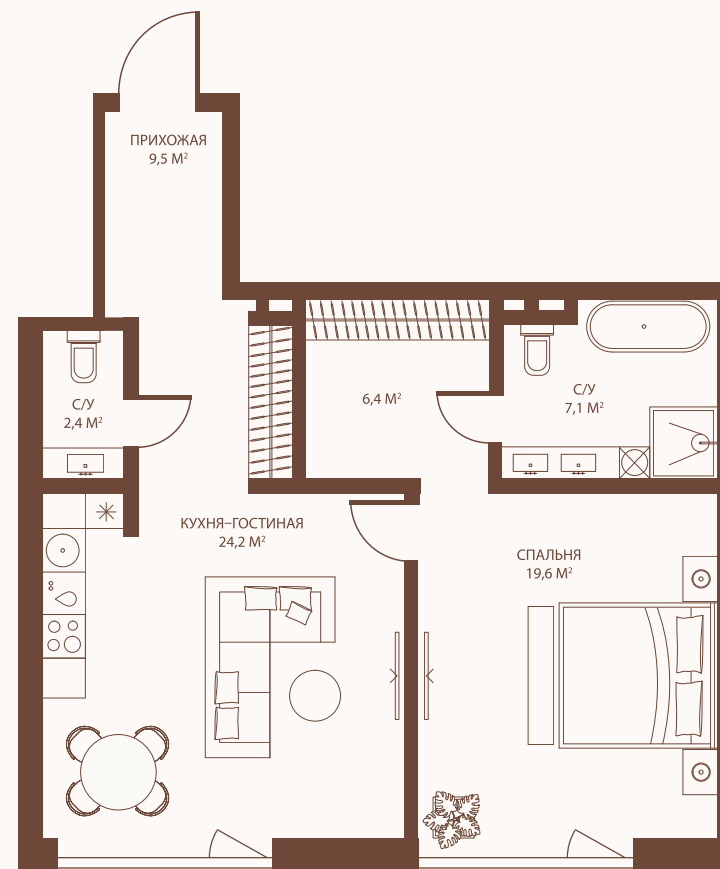 ПРИХОЖАЯ
9,5 М²
С/У
2,4 М²
6,4 М²
С/У
7,1 М²
КУХНЯ–ГОСТИНАЯ
24,2 М²
СПАЛЬНЯ
19,6 М²